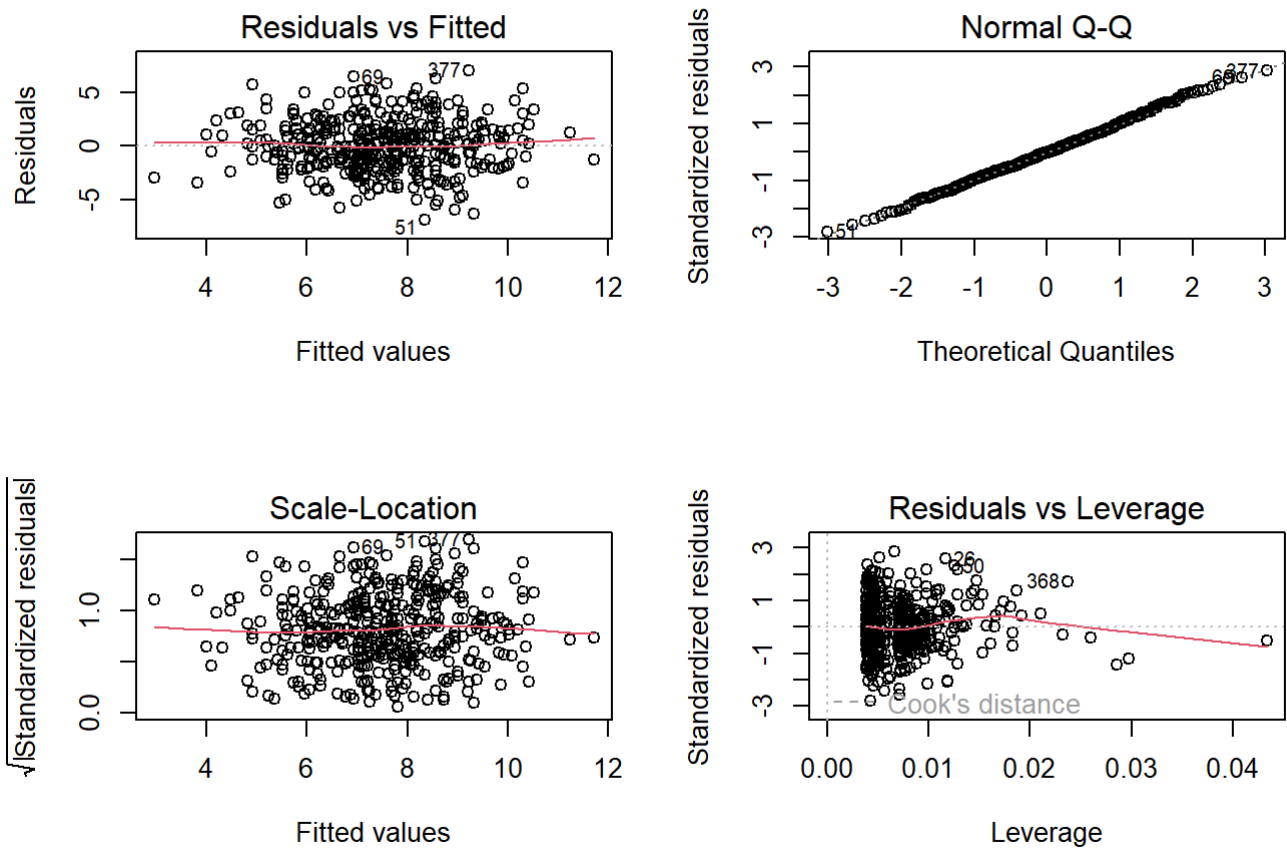 Residuals vs Fitted
Residuals
5
0
-5
69
377
51
4 6 8 10 12
Fitted values
Normal Q-Q
Standardized residuals
3
1
-1
-3
377
51
-3 -2 -1 0 1 2 3
Theoretical Quantiles
Scale-Location
√|Standardized residuals|
1.0
0.0
69
51
377
4 6 8 10 12
Fitted values
Residuals vs Leverage
Standardized residuals
3
1
-1
-3
26
368
Cook's distance
0.00 0.01 0.02 0.03 0.04
Leverage